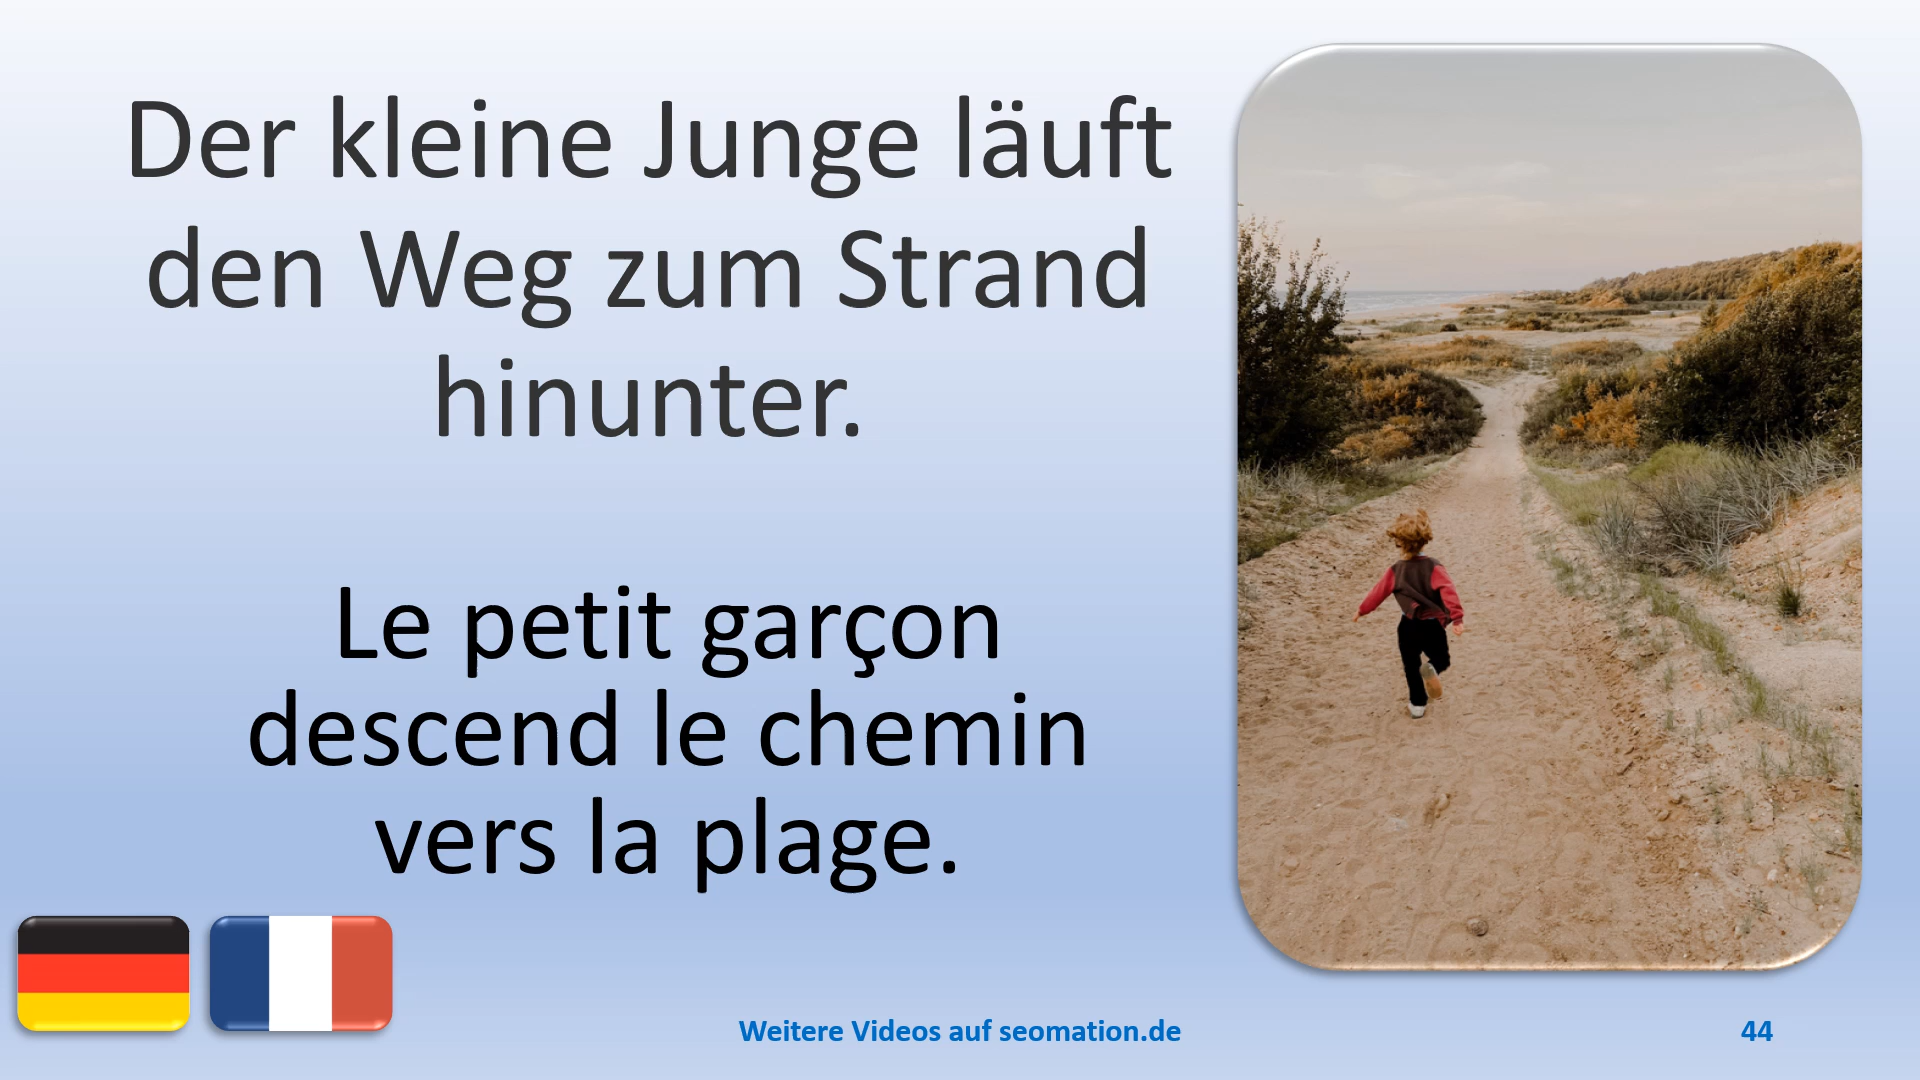 Der kleine Junge läuft
den Weg zum Strand
hinunter.
Le petit garçon
descend le chemin
vers la plage.
Weitere Videos auf seomation.de
44